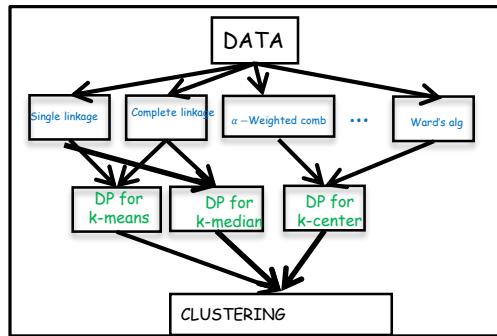 DATA
Single linkage
Complete linkage
α −Weighted comb
...
Ward's alg
DP for
k-means
DP for
k-median
DP for
k-center
CLUSTERING